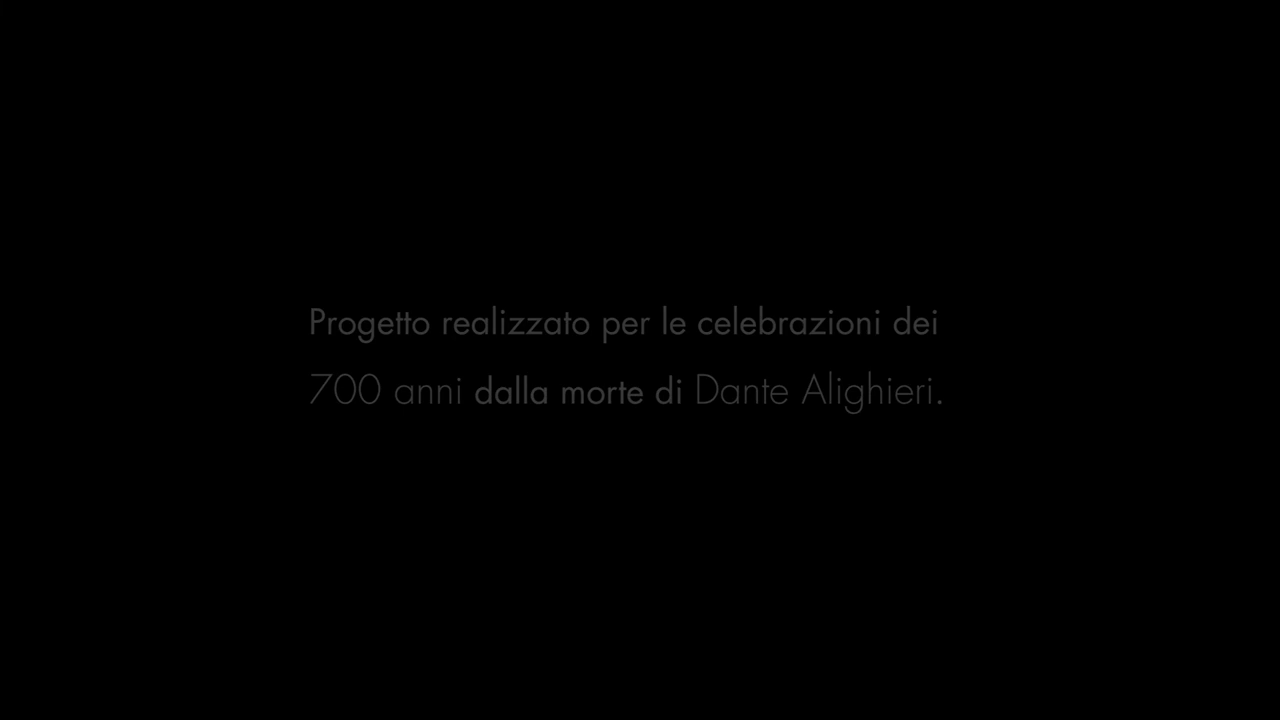 Progetto realizzato per le celebrazioni dei
700 anni dalla morte di Dante Alighieri.